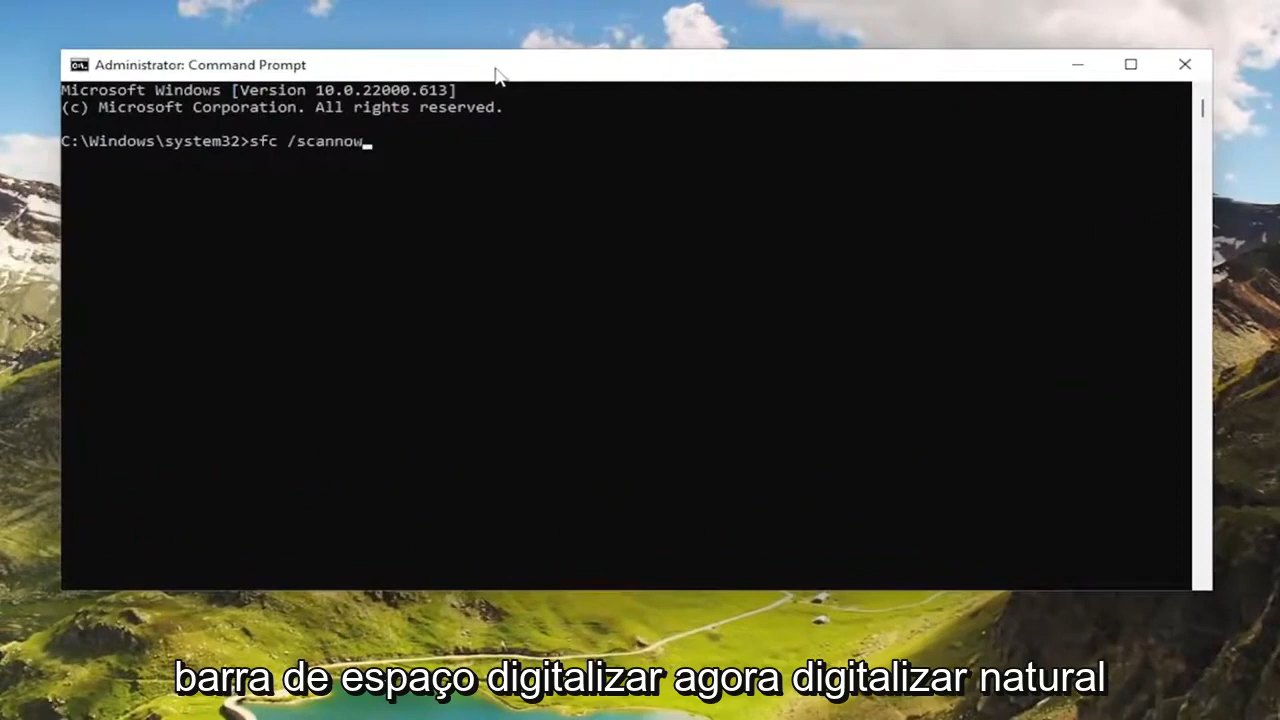 Administrator: Command Prompt
Microsoft Windows [Version 10.0.22000.613]
(c) Microsoft Corporation. All rights reserved.
C:\Windows\system32>sfc /scannow
barra de espaço digitalizar agora digitalizar natural